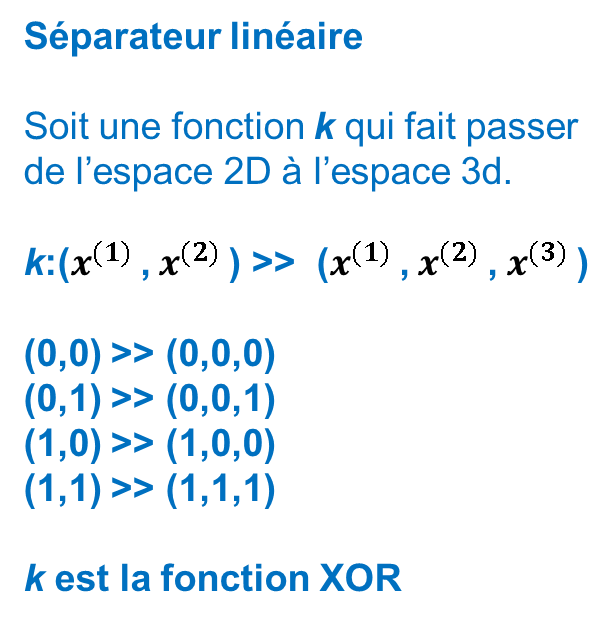 Séparateur linéaire
Soit une fonction k qui fait passer
de l’espace 2D à l’espace 3d.
k:(x⁽¹⁾ , x⁽²⁾ ) >> (x⁽¹⁾ , x⁽²⁾ , x⁽³⁾ )
(0,0) >> (0,0,0)
(0,1) >> (0,0,1)
(1,0) >> (1,0,0)
(1,1) >> (1,1,1)
k est la fonction XOR